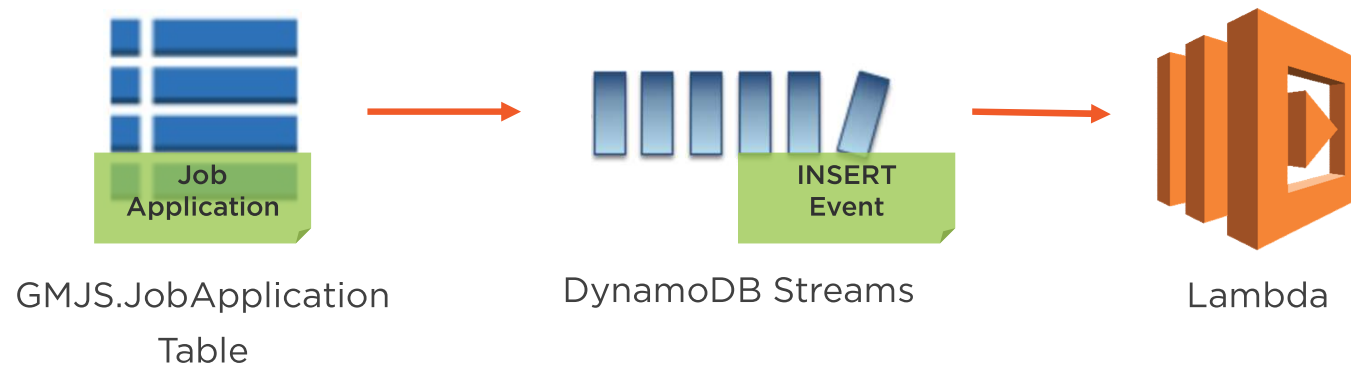 Job
Application
INSERT
Event
GMJS.JobApplication
Table
DynamoDB Streams
Lambda